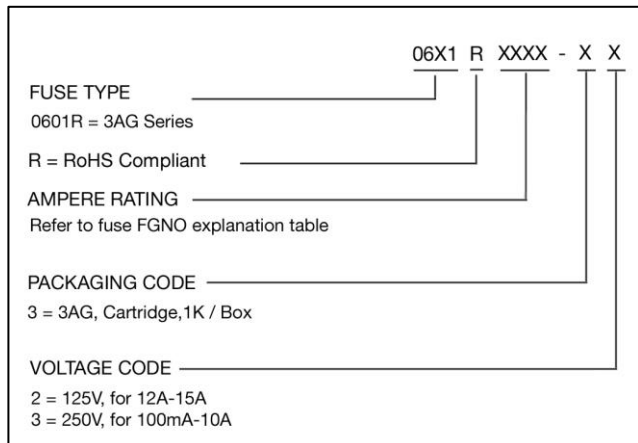 06X1 R XXXX - X X
FUSE TYPE
0601R = 3AG Series
R = RoHS Compliant
AMPERE RATING
Refer to fuse FGNO explanation table
PACKAGING CODE
3 = 3AG, Cartridge,1K / Box
VOLTAGE CODE
2 = 125V, for 12A-15A
3 = 250V, for 100mA-10A